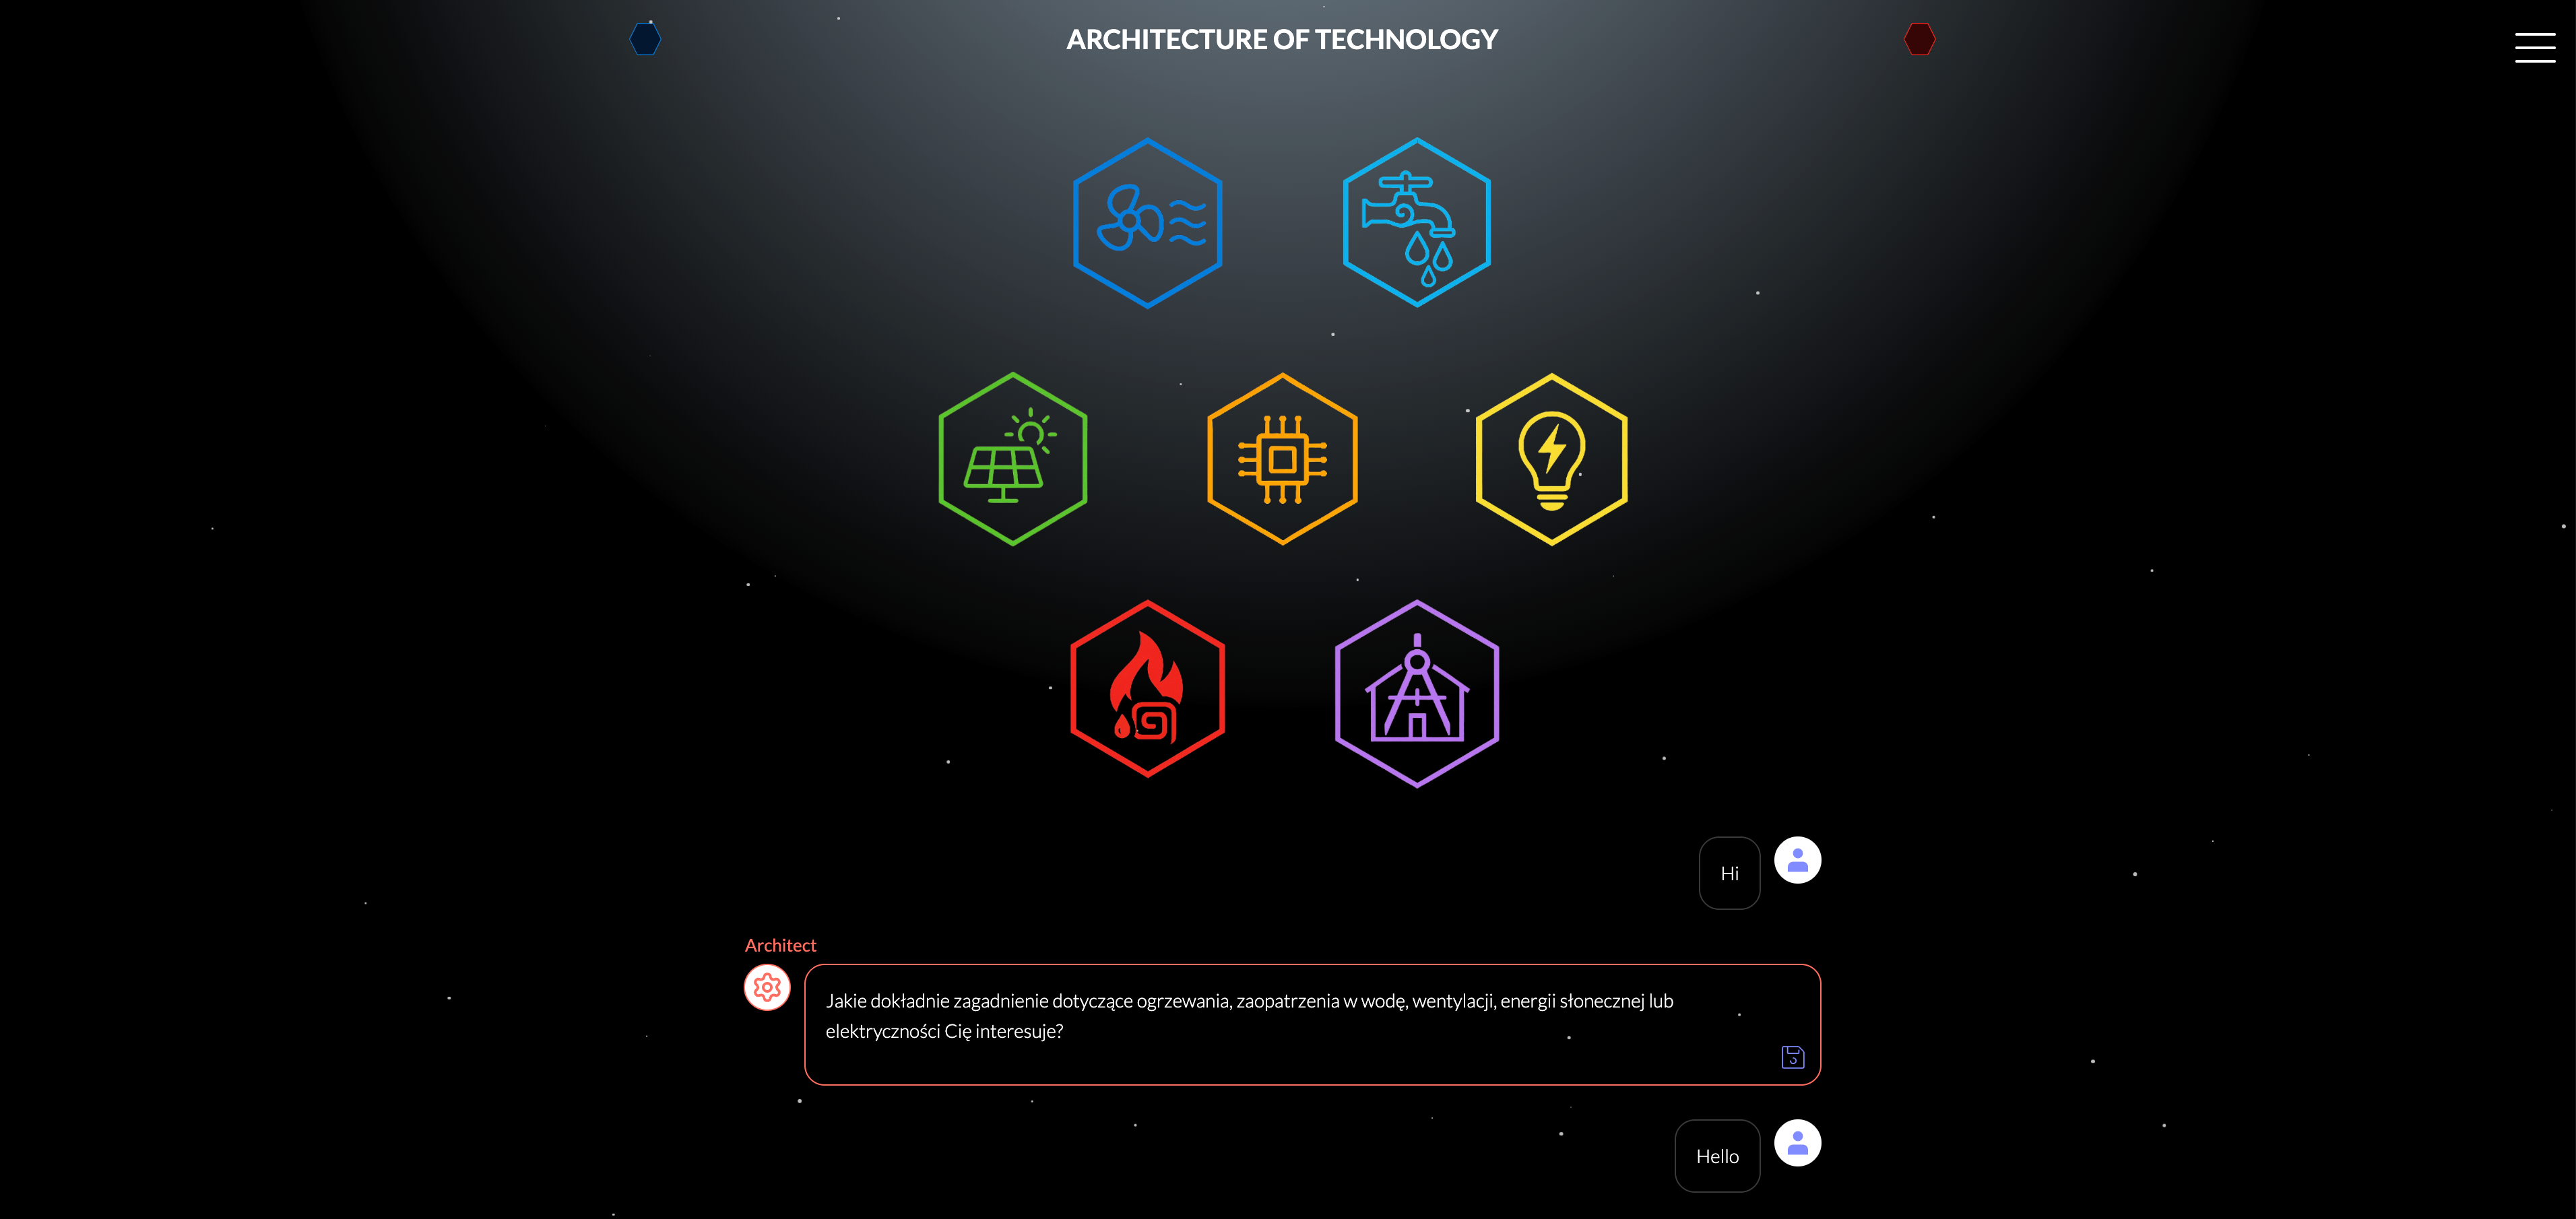 ARCHITECTURE OF TECHNOLOGY
Hi
Architect
Jakie dokładnie zagadnienie dotyczące ogrzewania, zaopatrzenia w wodę, wentylacji, energii słonecznej lub
elektryczności Cię interesuje?
Hello